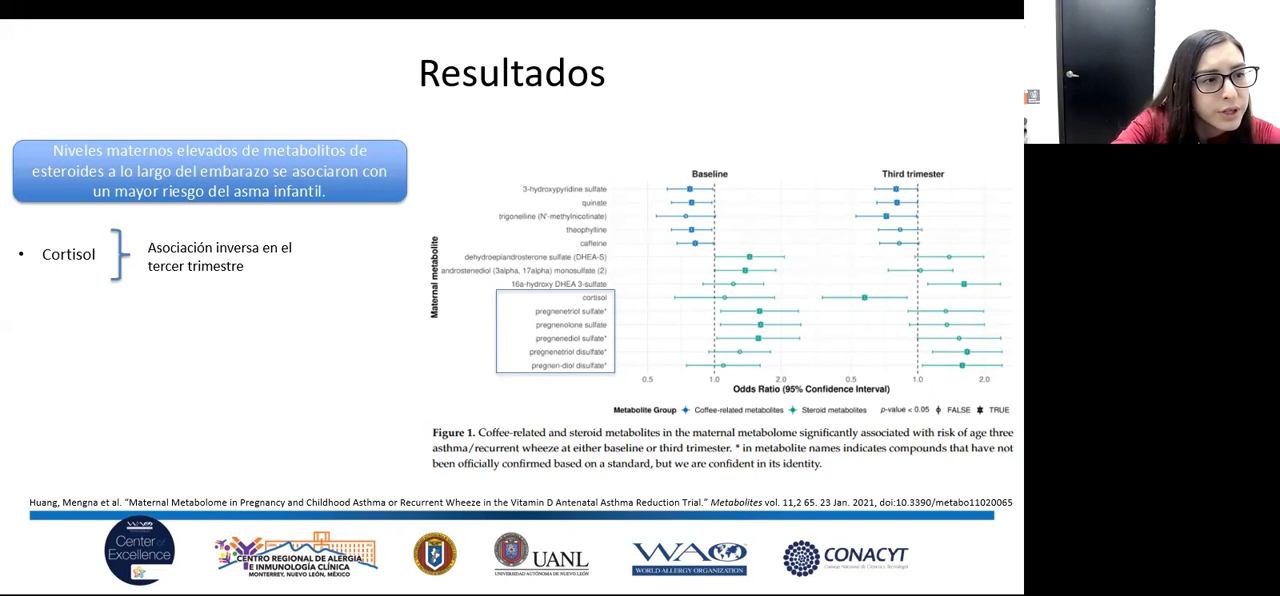 Resultados
Niveles maternos elevados de metabolitos de
esteroides a lo largo del embarazo se asociaron con
un mayor riesgo del asma infantil.
• Cortisol
Asociación inversa en el
tercer trimestre
Baseline
Third trimester
Maternal metabolite
3-hydroxypyridine sulfate
quinate
trigonelline (N'-methylnicotinate)
theophylline
caffeine
dehydroepiandrosterone sulfate (DHEA-S)
androstenediol (3alpha, 17alpha) monosulfate (2)
16a-hydroxy DHEA 3-sulfate
cortisol
pregnenetriol sulfate*
pregnenolone sulfate
pregnenediol sulfate*
pregnenetriol disulfate*
pregnen-diol disulfate*
0.5 1.0 2.0 0.5 1.0 2.0
Odds Ratio (95% Confidence Interval)
Metabolite Group Coffee-related metabolites Steroid metabolites p-value < 0.05 FALSE TRUE
Figure 1. Coffee-related and steroid metabolites in the maternal metabolome significantly associated with risk of age three
asthma/recurrent wheeze at either baseline or third trimester. * in metabolite names indicates compounds that have not
been officially confirmed based on a standard, but we are confident in its identity.
Huang, Mengna et al. “Maternal Metabolome in Pregnancy and Childhood Asthma or Recurrent Wheeze in the Vitamin D Antenatal Asthma Reduction Trial.” Metabolites vol. 11,2 65. 23 Jan. 2021, doi:10.3390/metabo11020065
Center of
Excellence
CENTRO REGIONAL DE ALERGIA
E INMUNOLOGÍA CLÍNICA
MONTERREY, NUEVO LEÓN, MÉXICO
UANL
UNIVERSIDAD AUTÓNOMA DE NUEVO LEÓN
WAO
WORLD ALLERGY ORGANIZATION
CONACYT
Consejo Nacional de Ciencia y Tecnología